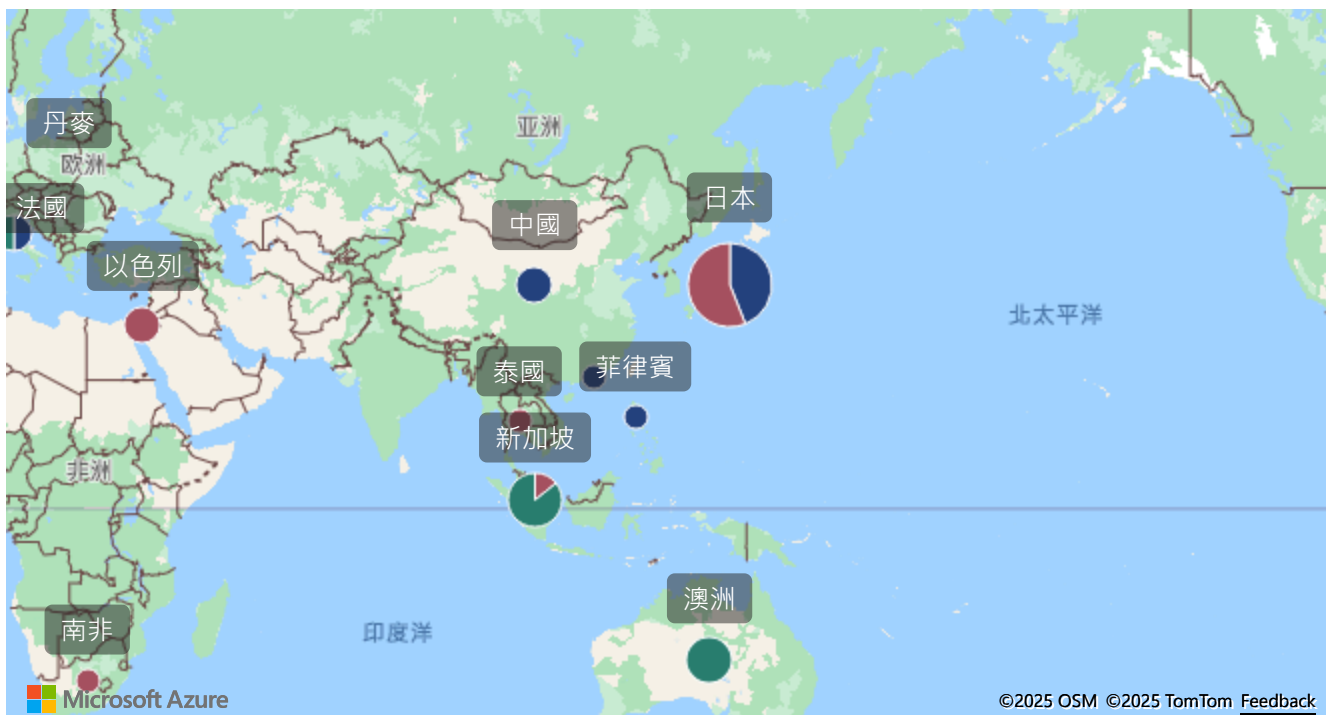 丹麥
亚洲
欧洲
法國
日本
中國
以色列
北太平洋
泰國
菲律賓
新加坡
非洲
澳洲
南非
印度洋
Microsoft Azure
©2025 OSM ©2025 TomTom Feedback